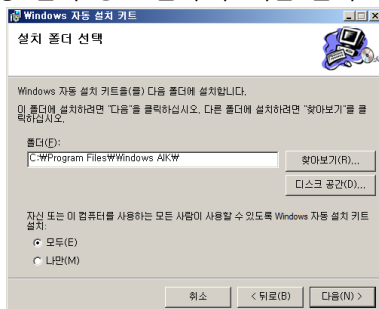 Windows 자동 설치 키트
설치 폴더 선택
Windows 자동 설치 키트을(를) 다음 폴더에 설치합니다.
이 폴더에 설치하려면 "다음"을 클릭하십시오. 다른 폴더에 설치하려면 "찾아보기"를 클
릭하십시오.
폴더(F):
C:₩Program Files₩Windows AIK₩
찾아보기(R)...
디스크 공간(D)...
자신 또는 이 컴퓨터를 사용하는 모든 사람이 사용할 수 있도록 Windows 자동 설치 키트
설치:
모두(E)
나만(M)
취소
< 뒤로(B)
다음(N) >